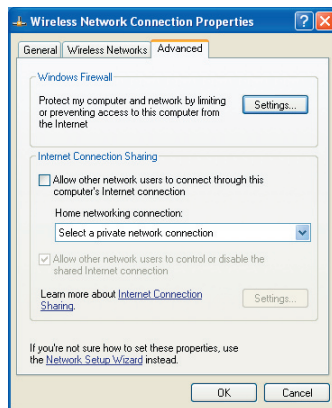 Wireless Network Connection Properties
General Wireless Networks Advanced
Windows Firewall
Protect my computer and network by limiting
or preventing access to this computer from
the Internet
Settings...
Internet Connection Sharing
Allow other network users to connect through this
computer's Internet connection
Home networking connection:
Select a private network connection
Allow other network users to control or disable the
shared Internet connection
Learn more about Internet Connection
Sharing.
Settings...
If you're not sure how to set these properties, use
the Network Setup Wizard instead.
OK Cancel